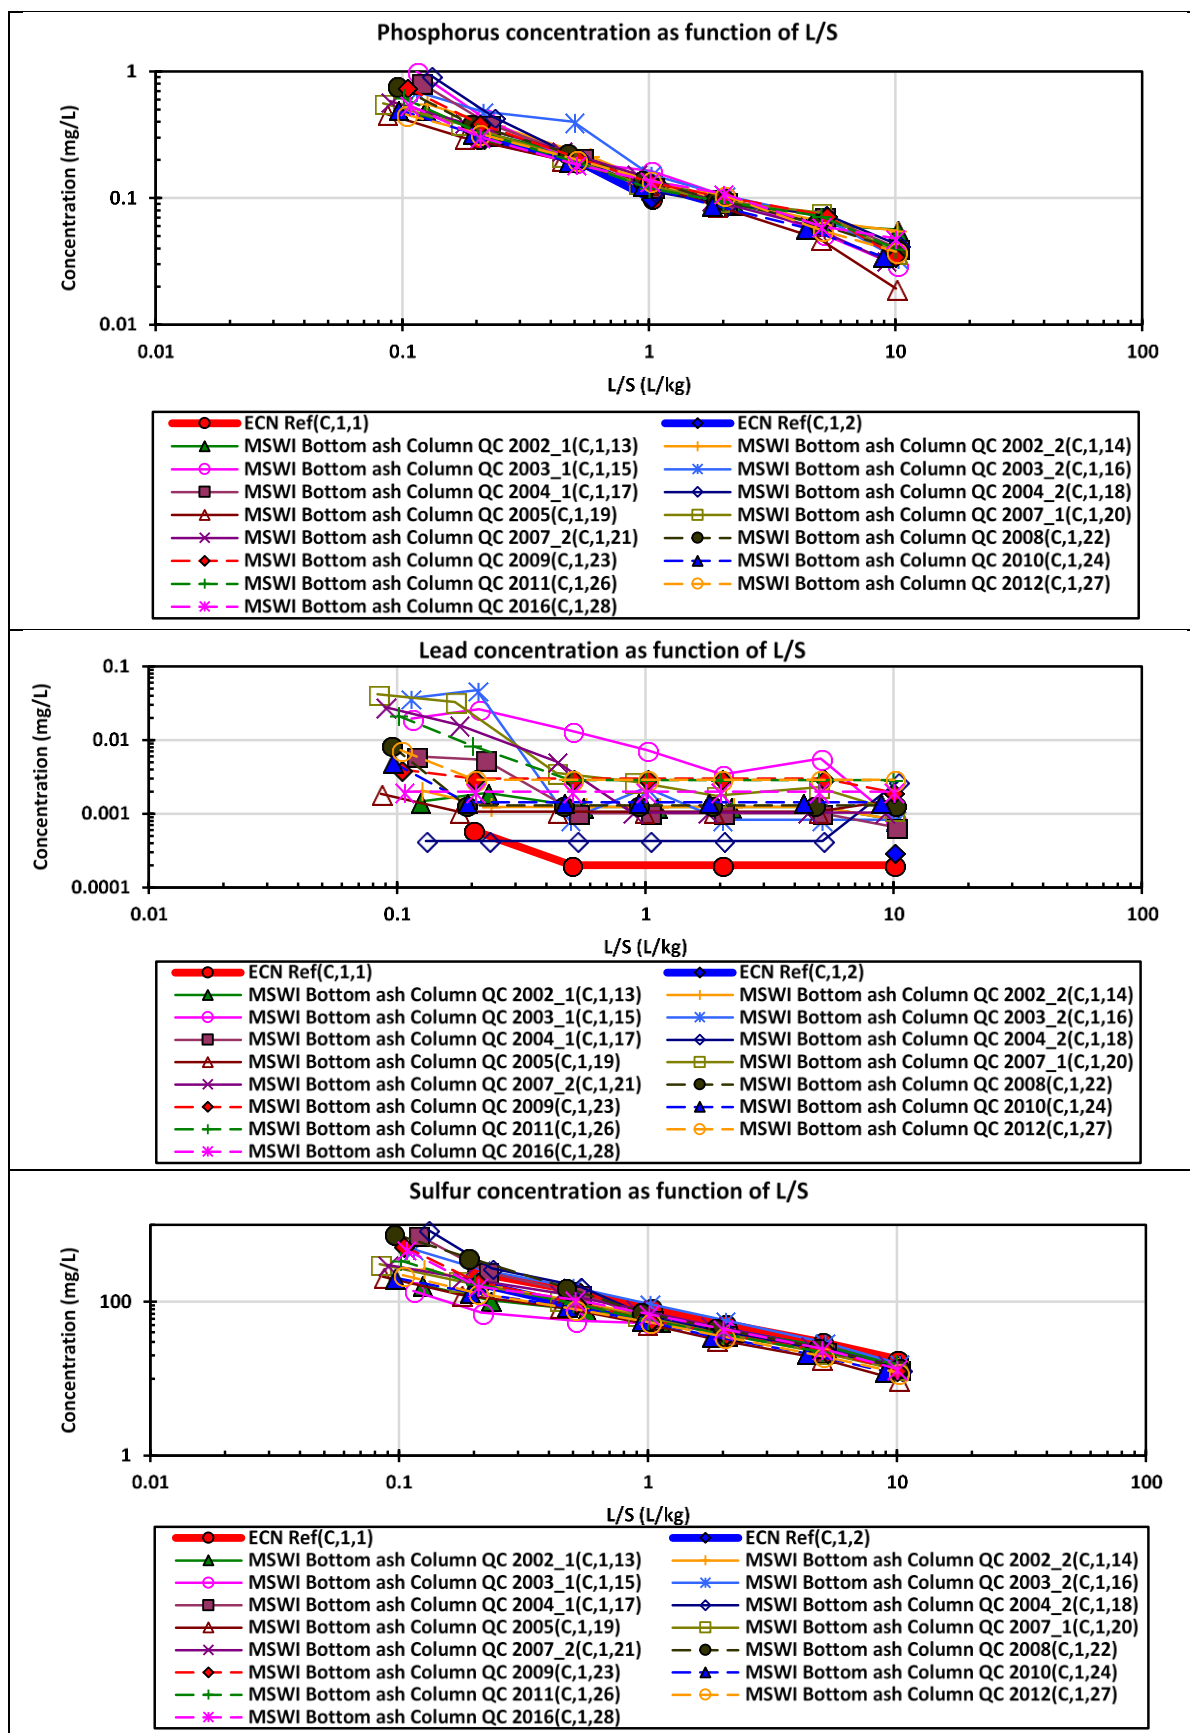 Phosphorus concentration as function of L/S
Concentration (mg/L)
1
0.1
0.01
0.01 0.1 1 10 100
L/S (L/kg)
ECN Ref(C,1,1) ECN Ref(C,1,2)
MSWI Bottom ash Column QC 2002_1(C,1,13) MSWI Bottom ash Column QC 2002_2(C,1,14)
MSWI Bottom ash Column QC 2003_1(C,1,15) MSWI Bottom ash Column QC 2003_2(C,1,16)
MSWI Bottom ash Column QC 2004_1(C,1,17) MSWI Bottom ash Column QC 2004_2(C,1,18)
MSWI Bottom ash Column QC 2005(C,1,19) MSWI Bottom ash Column QC 2007_1(C,1,20)
MSWI Bottom ash Column QC 2007_2(C,1,21) MSWI Bottom ash Column QC 2008(C,1,22)
MSWI Bottom ash Column QC 2009(C,1,23) MSWI Bottom ash Column QC 2010(C,1,24)
MSWI Bottom ash Column QC 2011(C,1,26) MSWI Bottom ash Column QC 2012(C,1,27)
MSWI Bottom ash Column QC 2016(C,1,28)
Lead concentration as function of L/S
Concentration (mg/L)
0.1
0.01
0.001
0.0001
0.01 0.1 1 10 100
L/S (L/kg)
ECN Ref(C,1,1) ECN Ref(C,1,2)
MSWI Bottom ash Column QC 2002_1(C,1,13) MSWI Bottom ash Column QC 2002_2(C,1,14)
MSWI Bottom ash Column QC 2003_1(C,1,15) MSWI Bottom ash Column QC 2003_2(C,1,16)
MSWI Bottom ash Column QC 2004_1(C,1,17) MSWI Bottom ash Column QC 2004_2(C,1,18)
MSWI Bottom ash Column QC 2005(C,1,19) MSWI Bottom ash Column QC 2007_1(C,1,20)
MSWI Bottom ash Column QC 2007_2(C,1,21) MSWI Bottom ash Column QC 2008(C,1,22)
MSWI Bottom ash Column QC 2009(C,1,23) MSWI Bottom ash Column QC 2010(C,1,24)
MSWI Bottom ash Column QC 2011(C,1,26) MSWI Bottom ash Column QC 2012(C,1,27)
MSWI Bottom ash Column QC 2016(C,1,28)
Sulfur concentration as function of L/S
Concentration (mg/L)
100
1
0.01 0.1 1 10 100
L/S (L/kg)
ECN Ref(C,1,1) ECN Ref(C,1,2)
MSWI Bottom ash Column QC 2002_1(C,1,13) MSWI Bottom ash Column QC 2002_2(C,1,14)
MSWI Bottom ash Column QC 2003_1(C,1,15) MSWI Bottom ash Column QC 2003_2(C,1,16)
MSWI Bottom ash Column QC 2004_1(C,1,17) MSWI Bottom ash Column QC 2004_2(C,1,18)
MSWI Bottom ash Column QC 2005(C,1,19) MSWI Bottom ash Column QC 2007_1(C,1,20)
MSWI Bottom ash Column QC 2007_2(C,1,21) MSWI Bottom ash Column QC 2008(C,1,22)
MSWI Bottom ash Column QC 2009(C,1,23) MSWI Bottom ash Column QC 2010(C,1,24)
MSWI Bottom ash Column QC 2011(C,1,26) MSWI Bottom ash Column QC 2012(C,1,27)
MSWI Bottom ash Column QC 2016(C,1,28)